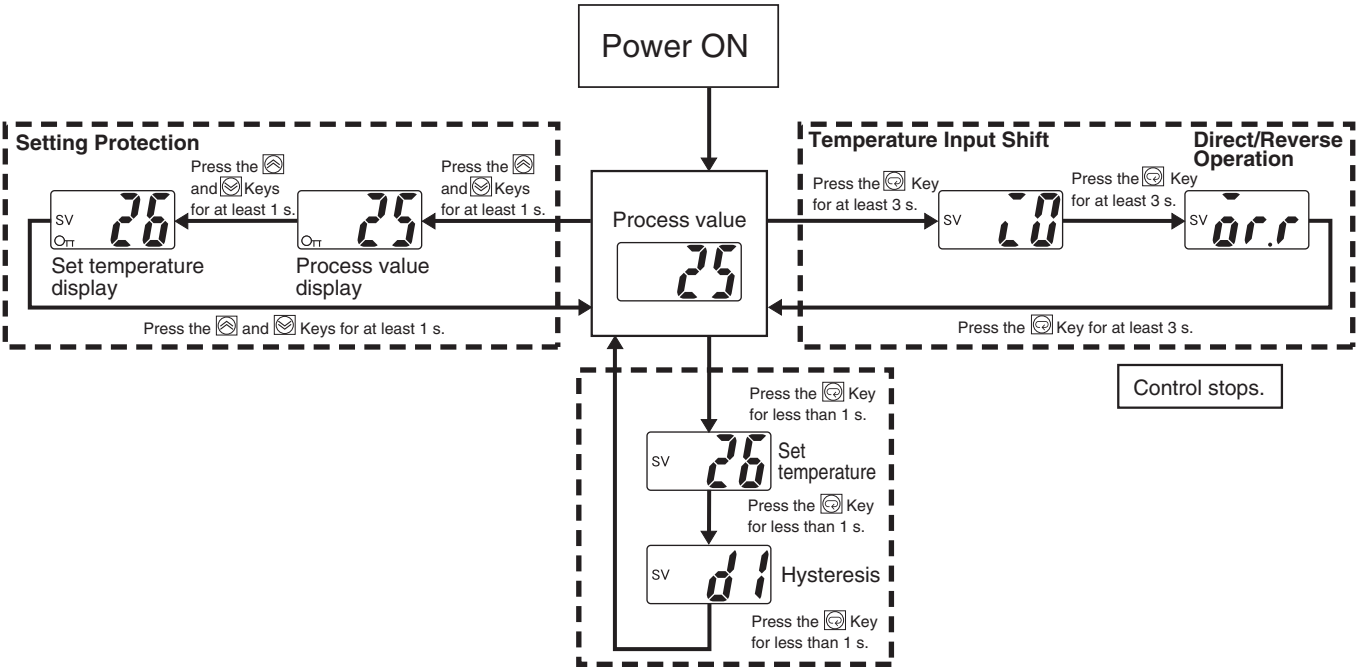 Power ON
Setting Protection
Press the
and Keys
for at least 1 s.
Press the
and Keys
for at least 1 s.
SV 26
Set temperature
display
25
Process value
display
Press the and Keys for at least 1 s.
Process value
25
Temperature Input Shift
Direct/Reverse
Operation
Press the Key
for at least 3 s.
Press the Key
for at least 3 s.
SV
SV
Press the Key for at least 3 s.
Control stops.
Press the Key
for less than 1 s.
SV 26
Set
temperature
Press the Key
for less than 1 s.
SV d1
Hysteresis
Press the Key
for less than 1 s.